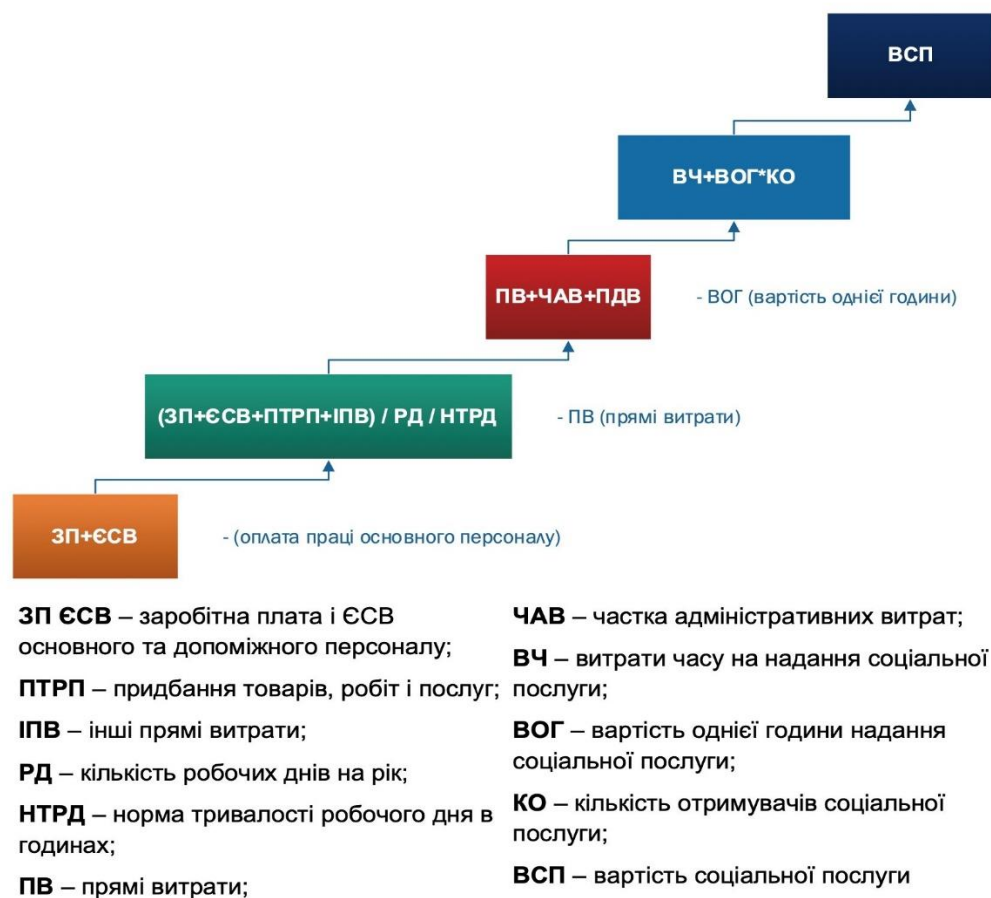 ВСП
ВЧ+ВОГ*КО
ПВ+ЧАВ+ПДВ
- ВОГ (вартість однієї години)
(ЗП+ЄСВ+ПТРП+ІПВ) / РД / НТРД
- ПВ (прямі витрати)
ЗП+ЄСВ
- (оплата праці основного персоналу)
ЗП ЄСВ – заробітна плата і ЄСВ
основного та допоміжного персоналу;
ПТРП – придбання товарів, робіт і послуг;
ІПВ – інші прямі витрати;
РД – кількість робочих днів на рік;
НТРД – норма тривалості робочого дня в
годинах;
ПВ – прямі витрати;
ЧАВ – частка адміністративних витрат;
ВЧ – витрати часу на надання соціальної
послуги;
ВОГ – вартість однієї години надання
соціальної послуги;
КО – кількість отримувачів соціальної
послуги;
ВСП – вартість соціальної послуги